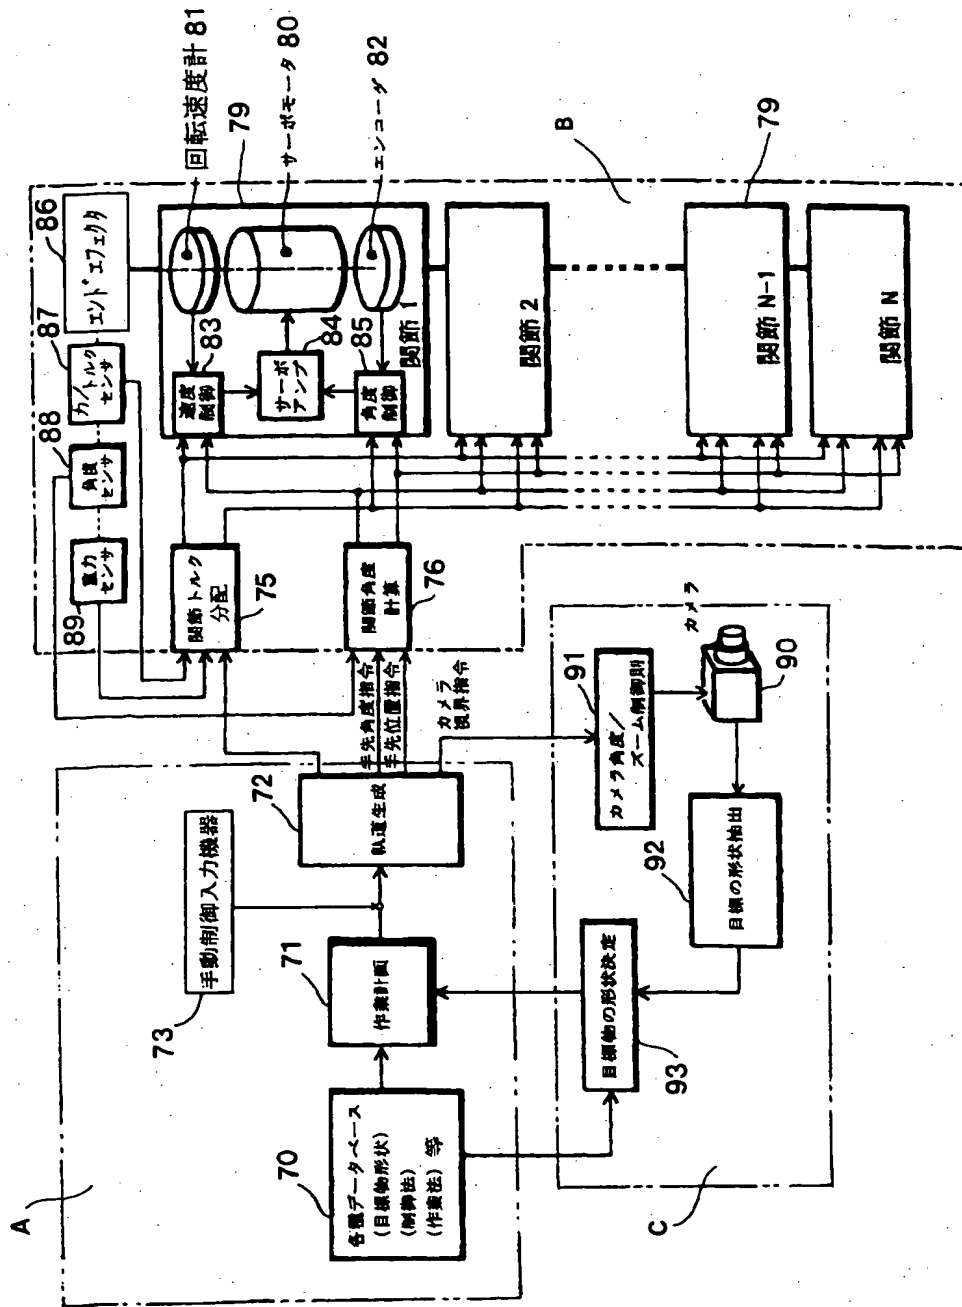 A
70
各種データベース
(目標物形状)
(制御法)
(作業法) 等
71
作業計画
72
軌道生成
73
手動制御入力機器
手先角度指令
手先位置指令
カメラ
視界指令
B
75
関節トルク
分配
76
関節角度
計算
86
エンドエフェクタ
87
力/トルク
センサ
88
角度
センサ
89
重力
センサ
回転速度計 81
サーボモータ 80
エンコーダ 82
79
83
速度
制御
84
サーボ
アンプ
85
角度
制御
関節 1
関節 2
79
関節 N-1
関節 N
C
カメラ
90
91
カメラ角度/
ズーム制御則
92
目標の形状抽出
93
目標物の形状決定